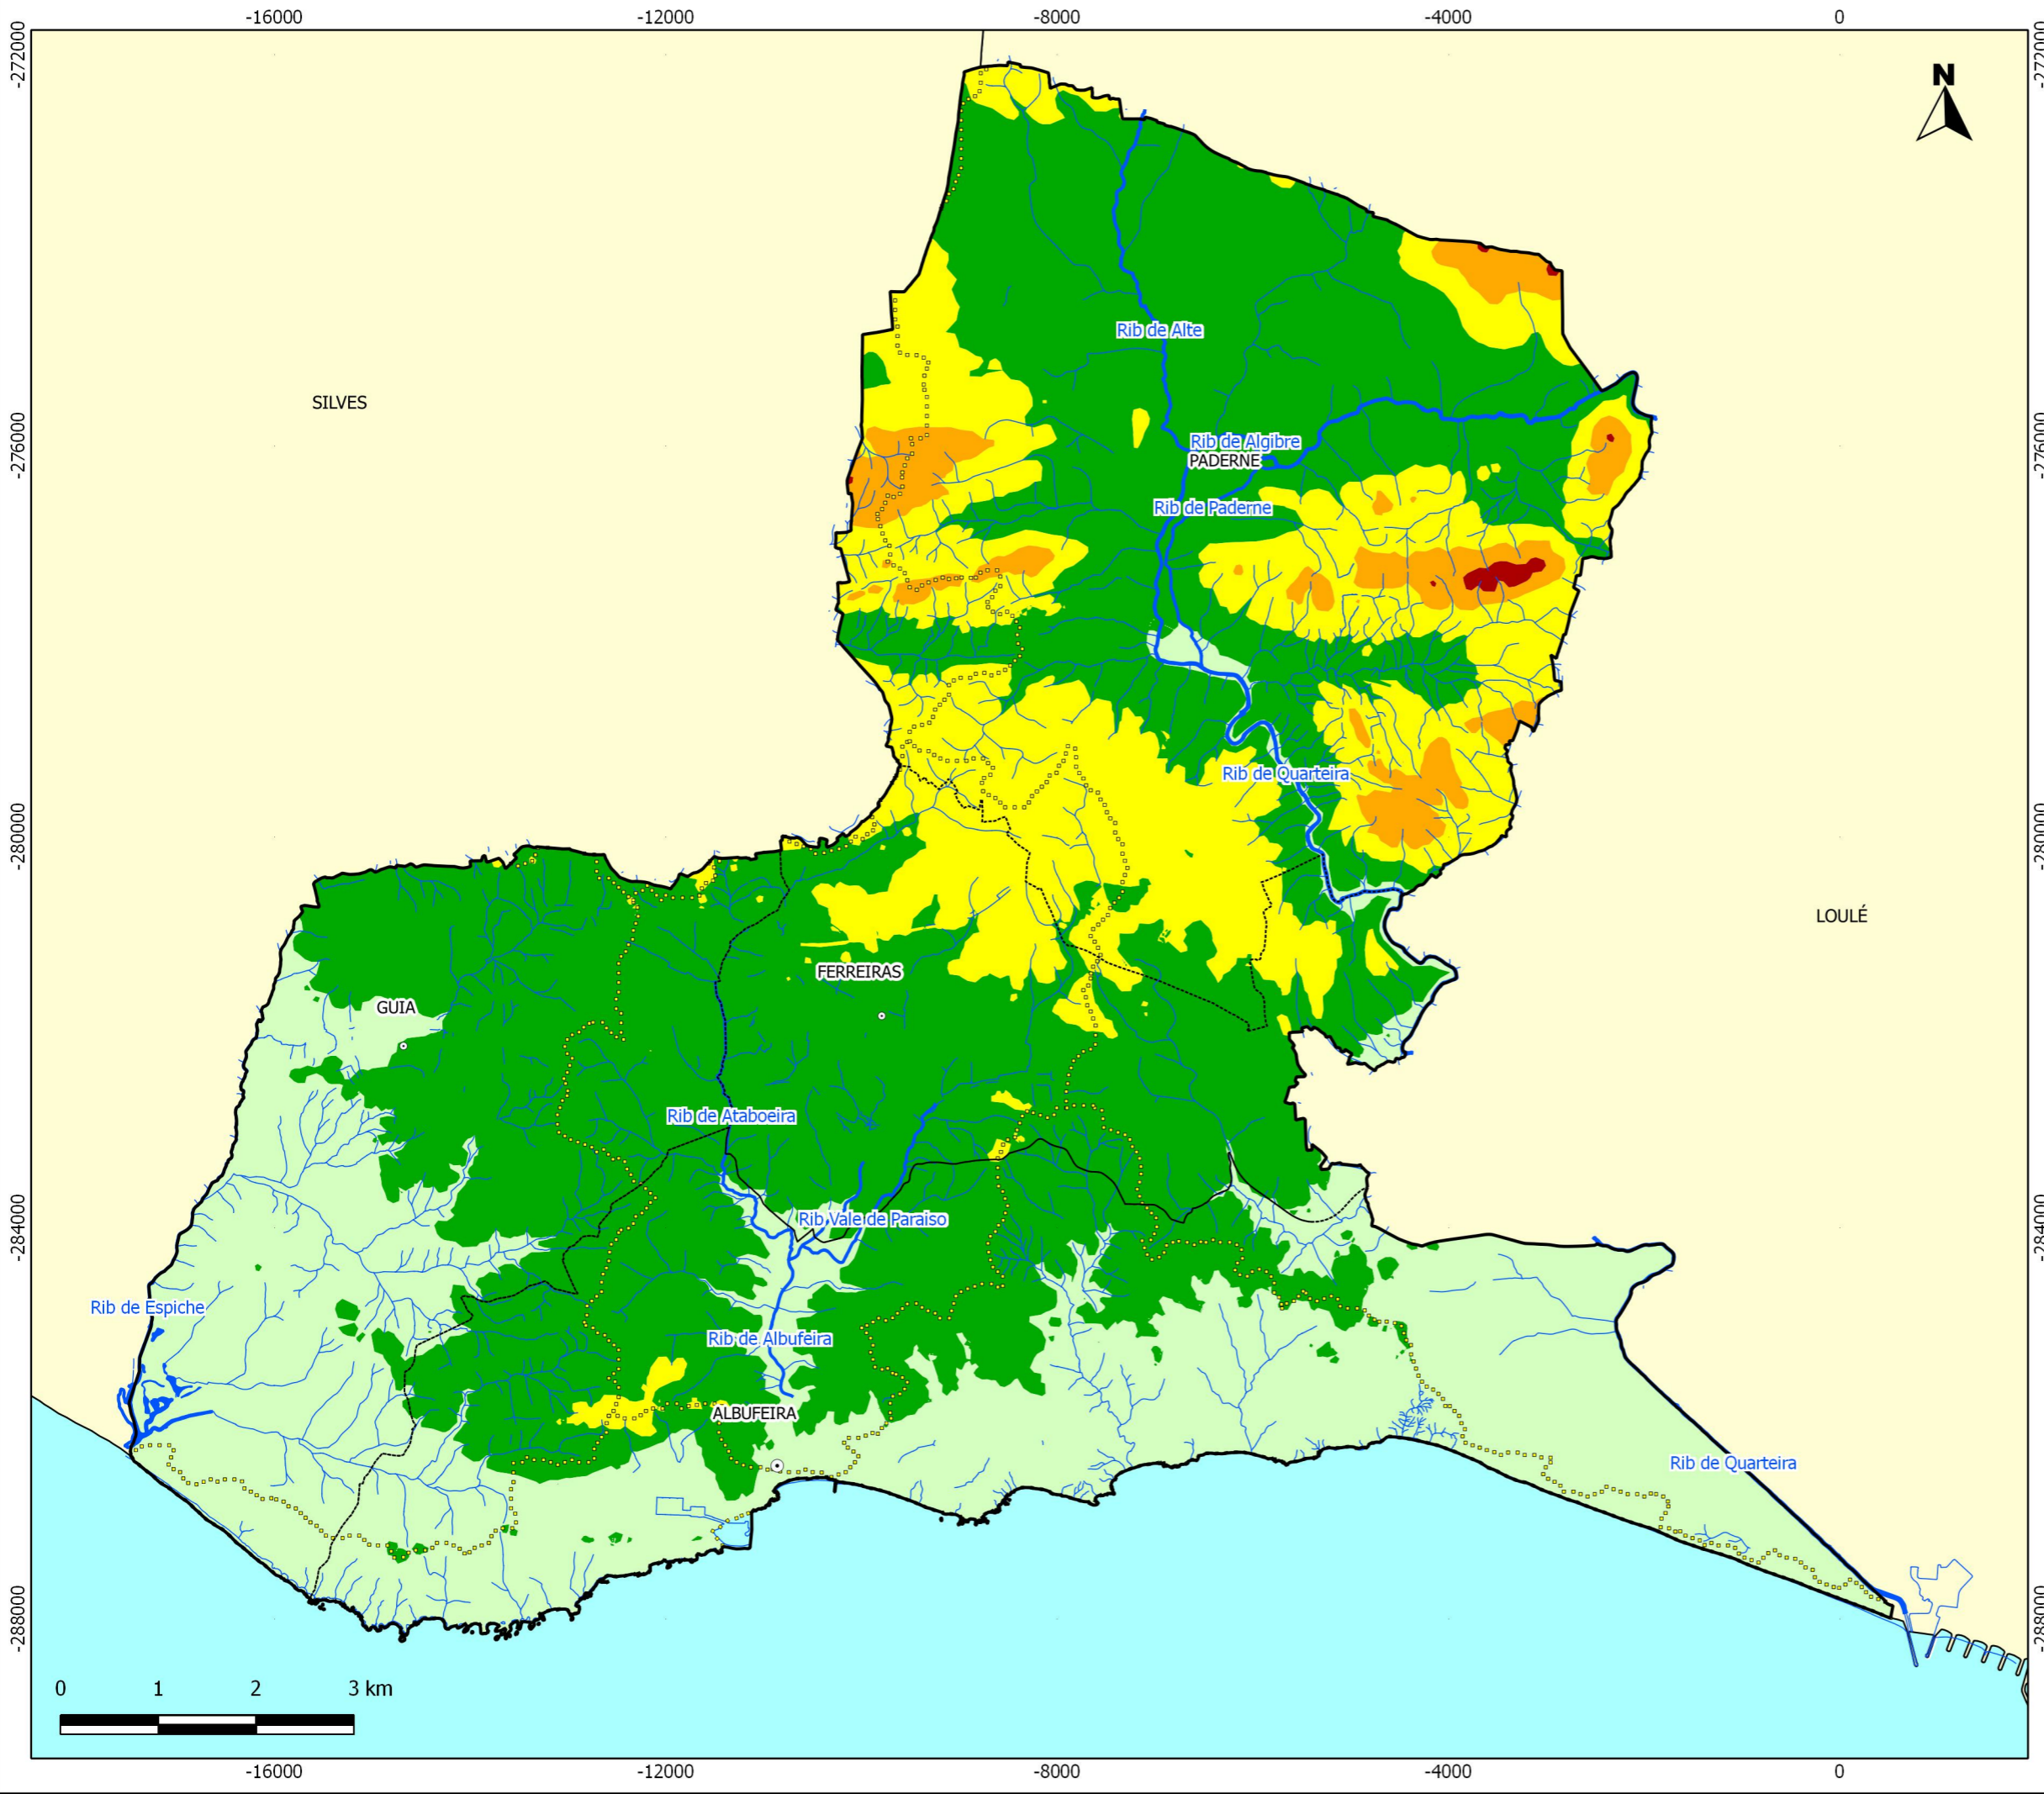 -16000 -12000 -8000 -4000 0
-272000 -272000
N
Rib de Alte
SILVES
-276000 -276000
Rib de Algibre
PADERNE
Rib de Paderne
Rib de Quarteira
-280000 -280000
LOULÉ
FERREIRAS
GUIA
Rib de Ataboeira
Rib Vale de Paraiso
-284000 -284000
Rib de Espiche
Rib de Albufeira
ALBUFEIRA
Rib de Quarteira
-288000 -288000
0 1 2 3 km
-16000 -12000 -8000 -4000 0